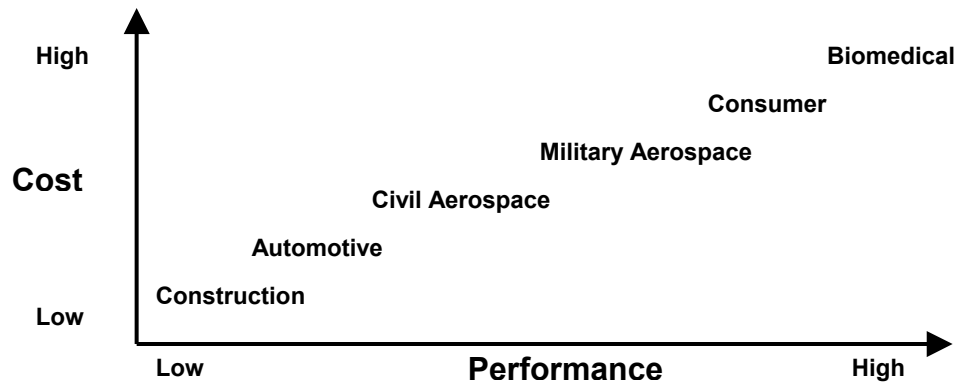 High
Biomedical
Consumer
Military Aerospace
Cost
Civil Aerospace
Automotive
Construction
Low
Low
Performance
High